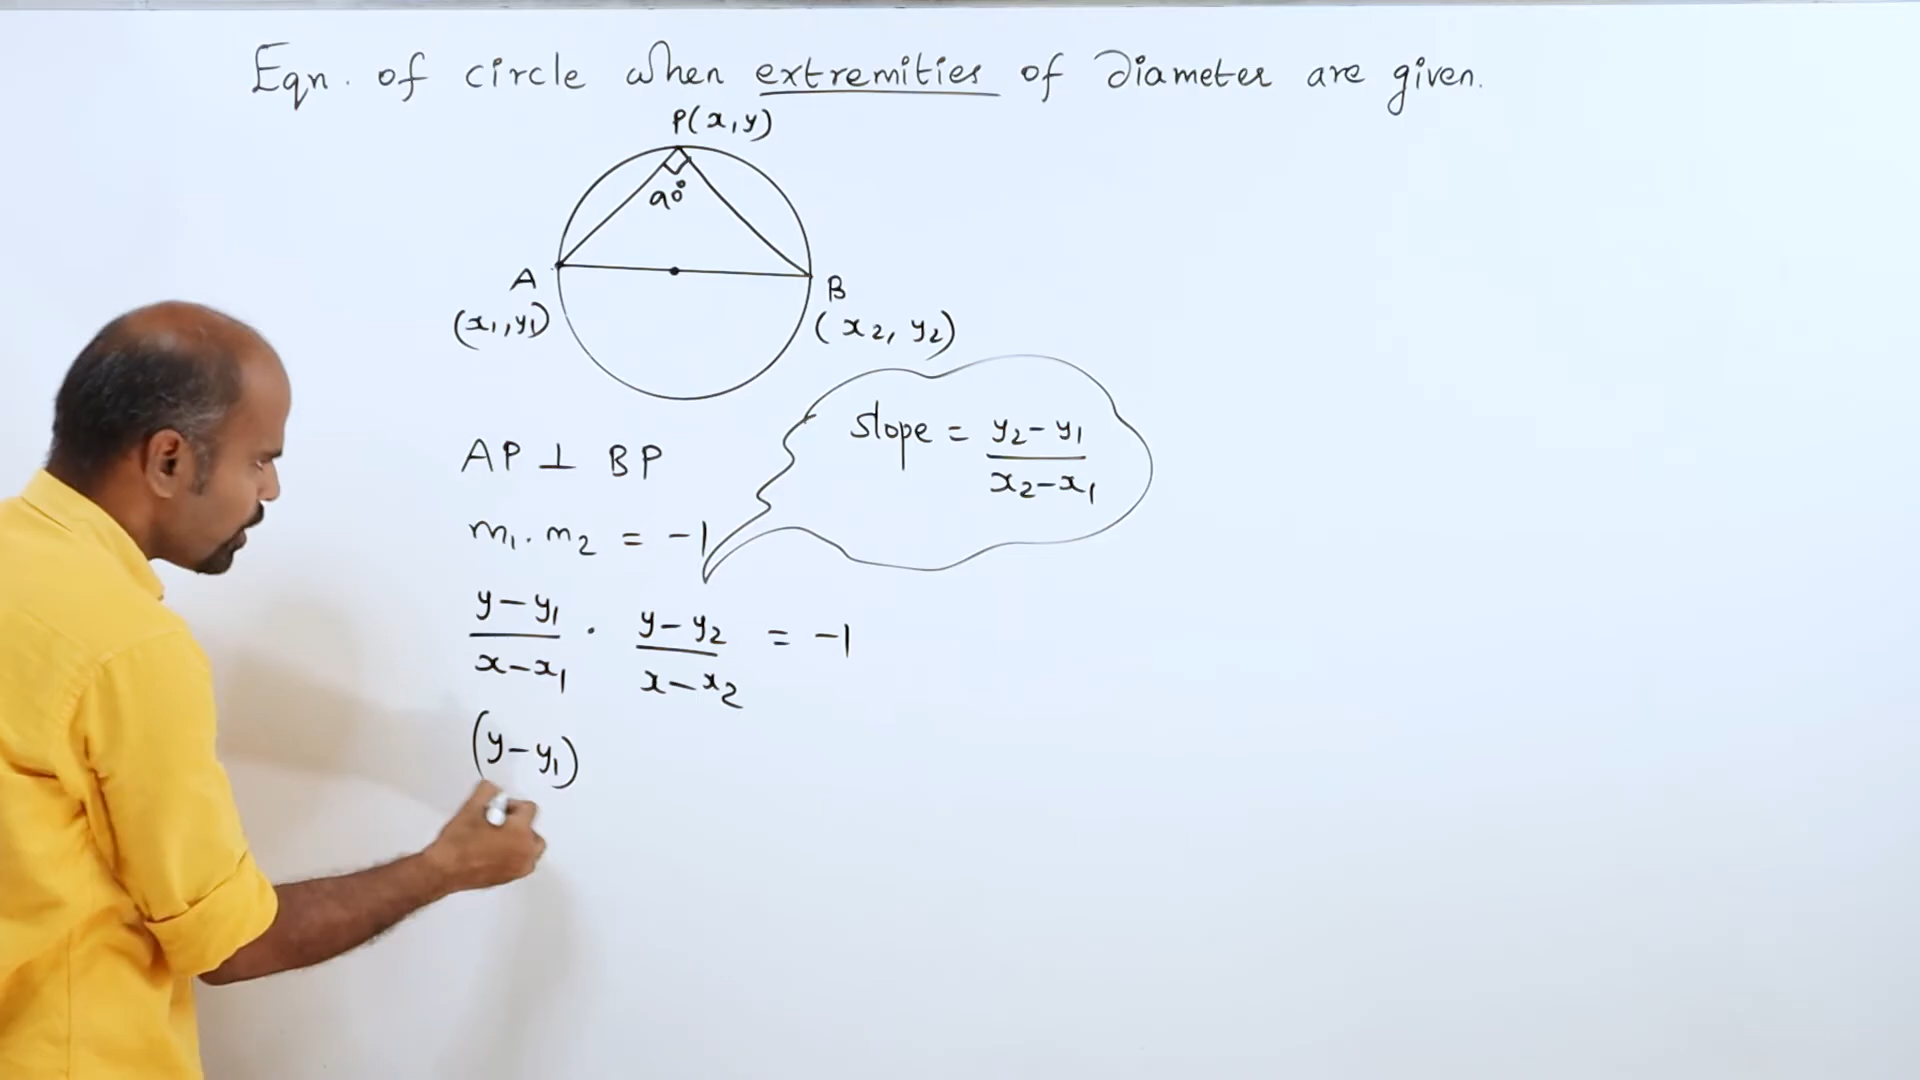 Eqn. of circle when extremities of Diameter are given.
P(x,y)
90°
A
B
(x₁,y₁)
(x₂, y₂)
Slope = y₂-y₁ / x₂-x₁
AP ⊥ BP
m₁.m₂ = -1
y-y₁ / x-x₁ . y-y₂ / x-x₂ = -1
(y-y₁)